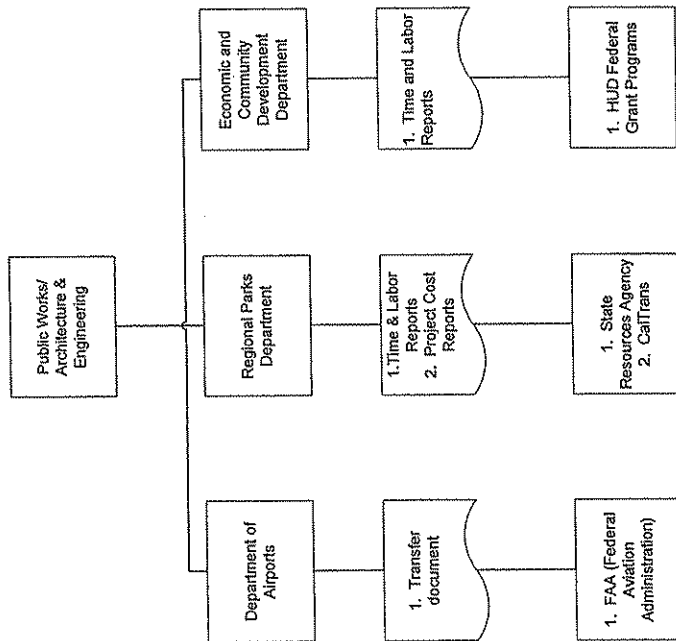 Public Works/
Architecture &
Engineering
Department of
Airports
Regional Parks
Department
Economic and
Community
Development
Department
1. Transfer
document
1.Time & Labor
Reports
2. Project Cost
Reports
1. Time and Labor
Reports
1. FAA (Federal
Aviation
Administration)
1. State
Resources Agency
2. CalTrans
1. HUD Federal
Grant Programs